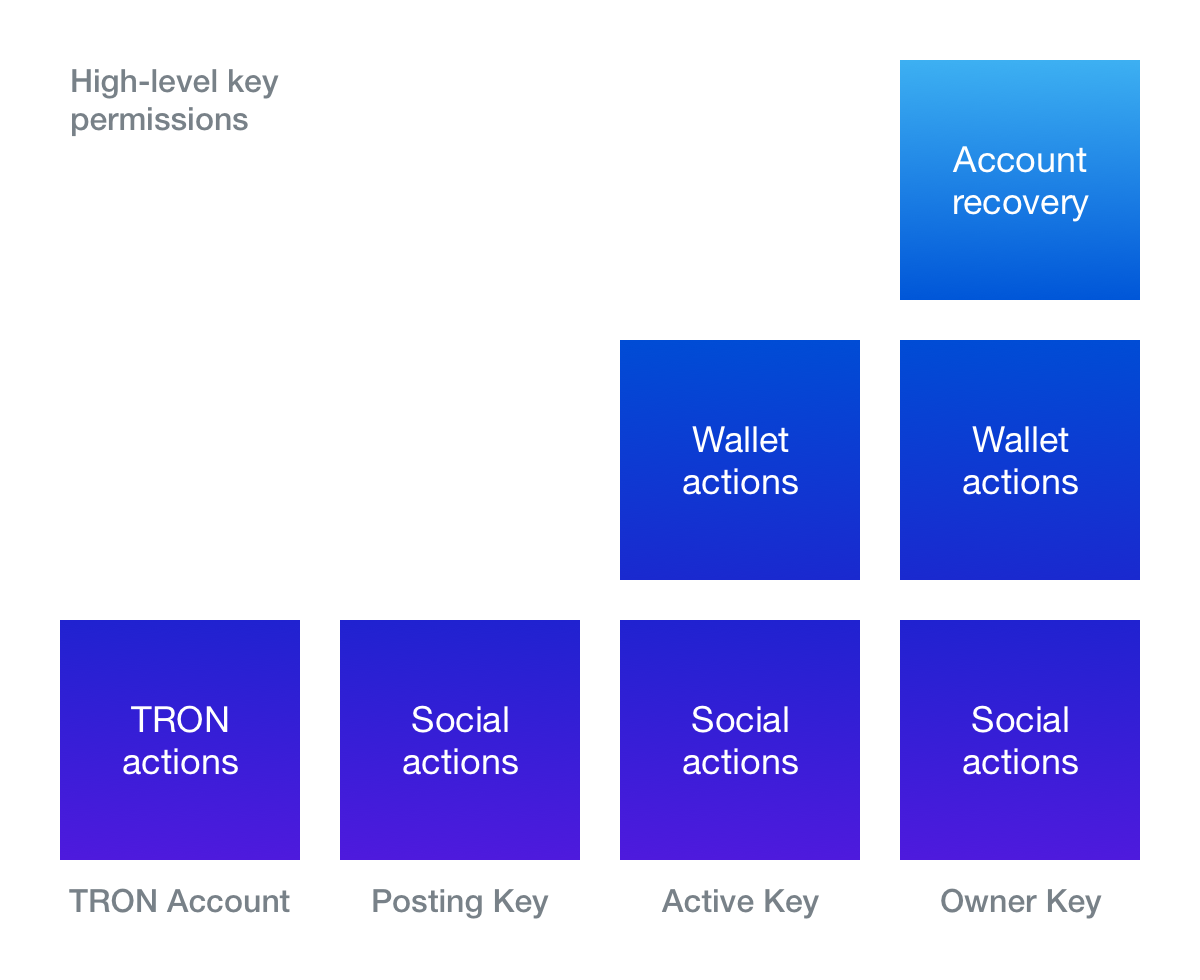 High-level key
permissions
Account
recovery
Wallet
actions
Wallet
actions
TRON
actions
Social
actions
Social
actions
Social
actions
TRON Account
Posting Key
Active Key
Owner Key